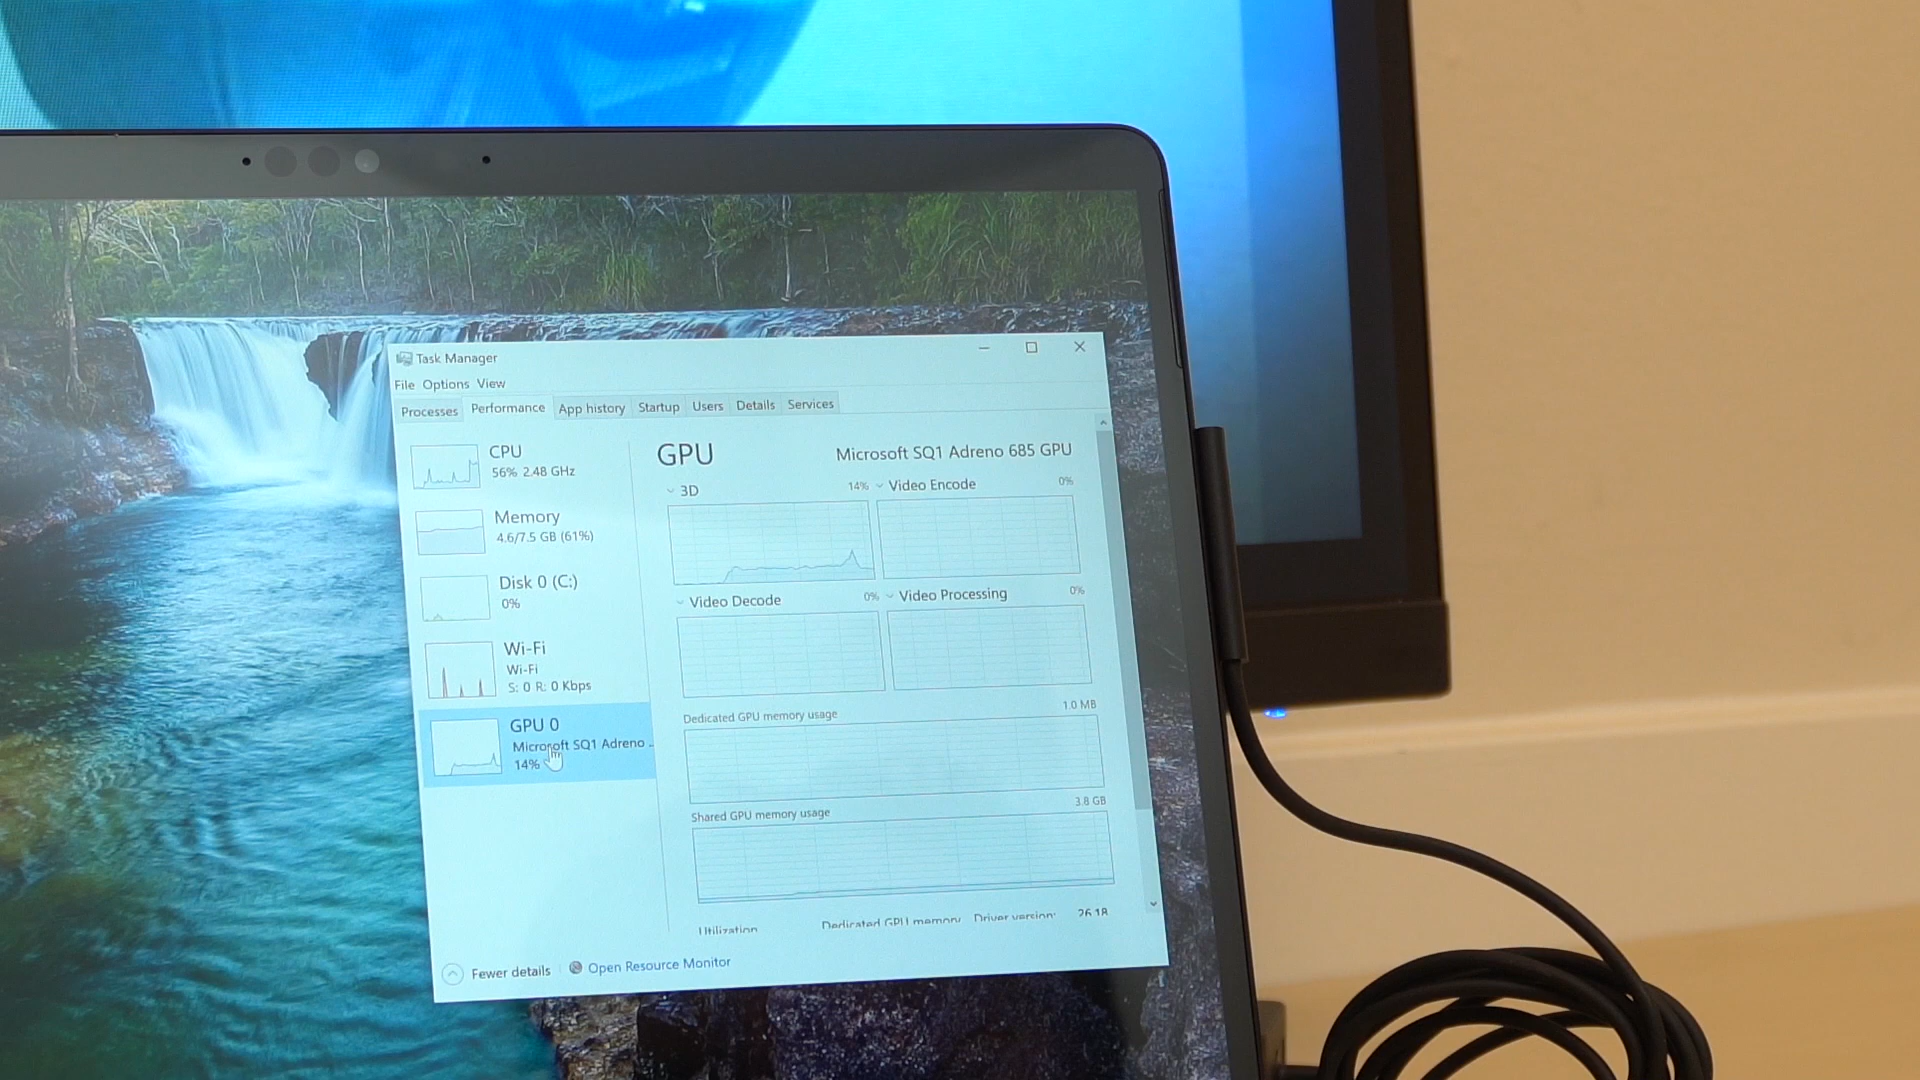 Task Manager
File Options View
Processes Performance App history Startup Users Details Services
CPU
56% 2.48 GHz
Memory
4.6/7.5 GB (61%)
Disk 0 (C:)
0%
Wi-Fi
Wi-Fi
S: 0 R: 0 Kbps
GPU 0
Microsoft SQ1 Adreno ..
14%
GPU Microsoft SQ1 Adreno 685 GPU
3D 14% Video Encode 0%
Video Decode 0% Video Processing 0%
Dedicated GPU memory usage 1.0 MB
Shared GPU memory usage 3.8 GB
Utilization Dedicated GPU memory Driver version: 26.18
Fewer details Open Resource Monitor